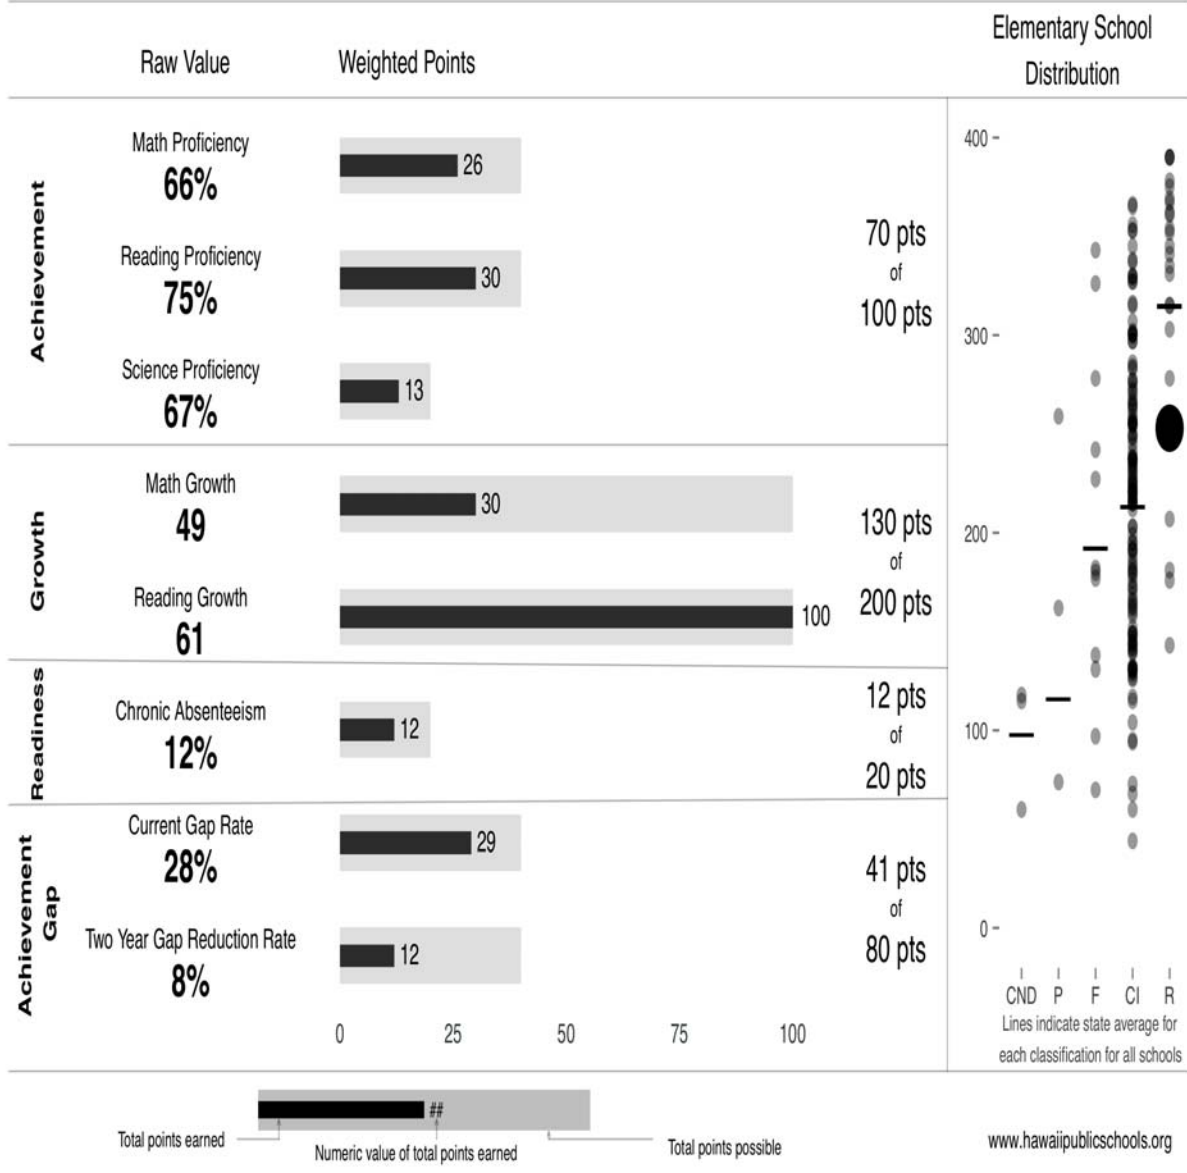 Raw Value
Weighted Points
Elementary School
Distribution
Achievement
Math Proficiency
66%
26
Reading Proficiency
75%
30
Science Proficiency
67%
13
70 pts
of
100 pts
Growth
Math Growth
49
30
Reading Growth
61
100
130 pts
of
200 pts
Readiness
Chronic Absenteeism
12%
12
12 pts
of
20 pts
Achievement
Gap
Current Gap Rate
28%
29
Two Year Gap Reduction Rate
8%
12
41 pts
of
80 pts
0 25 50 75 100
400
300
200
100
0
CND P F CI R
Lines indicate state average for
each classification for all schools
##
Total points earned
Numeric value of total points earned
Total points possible
www.hawaiipublicschools.org